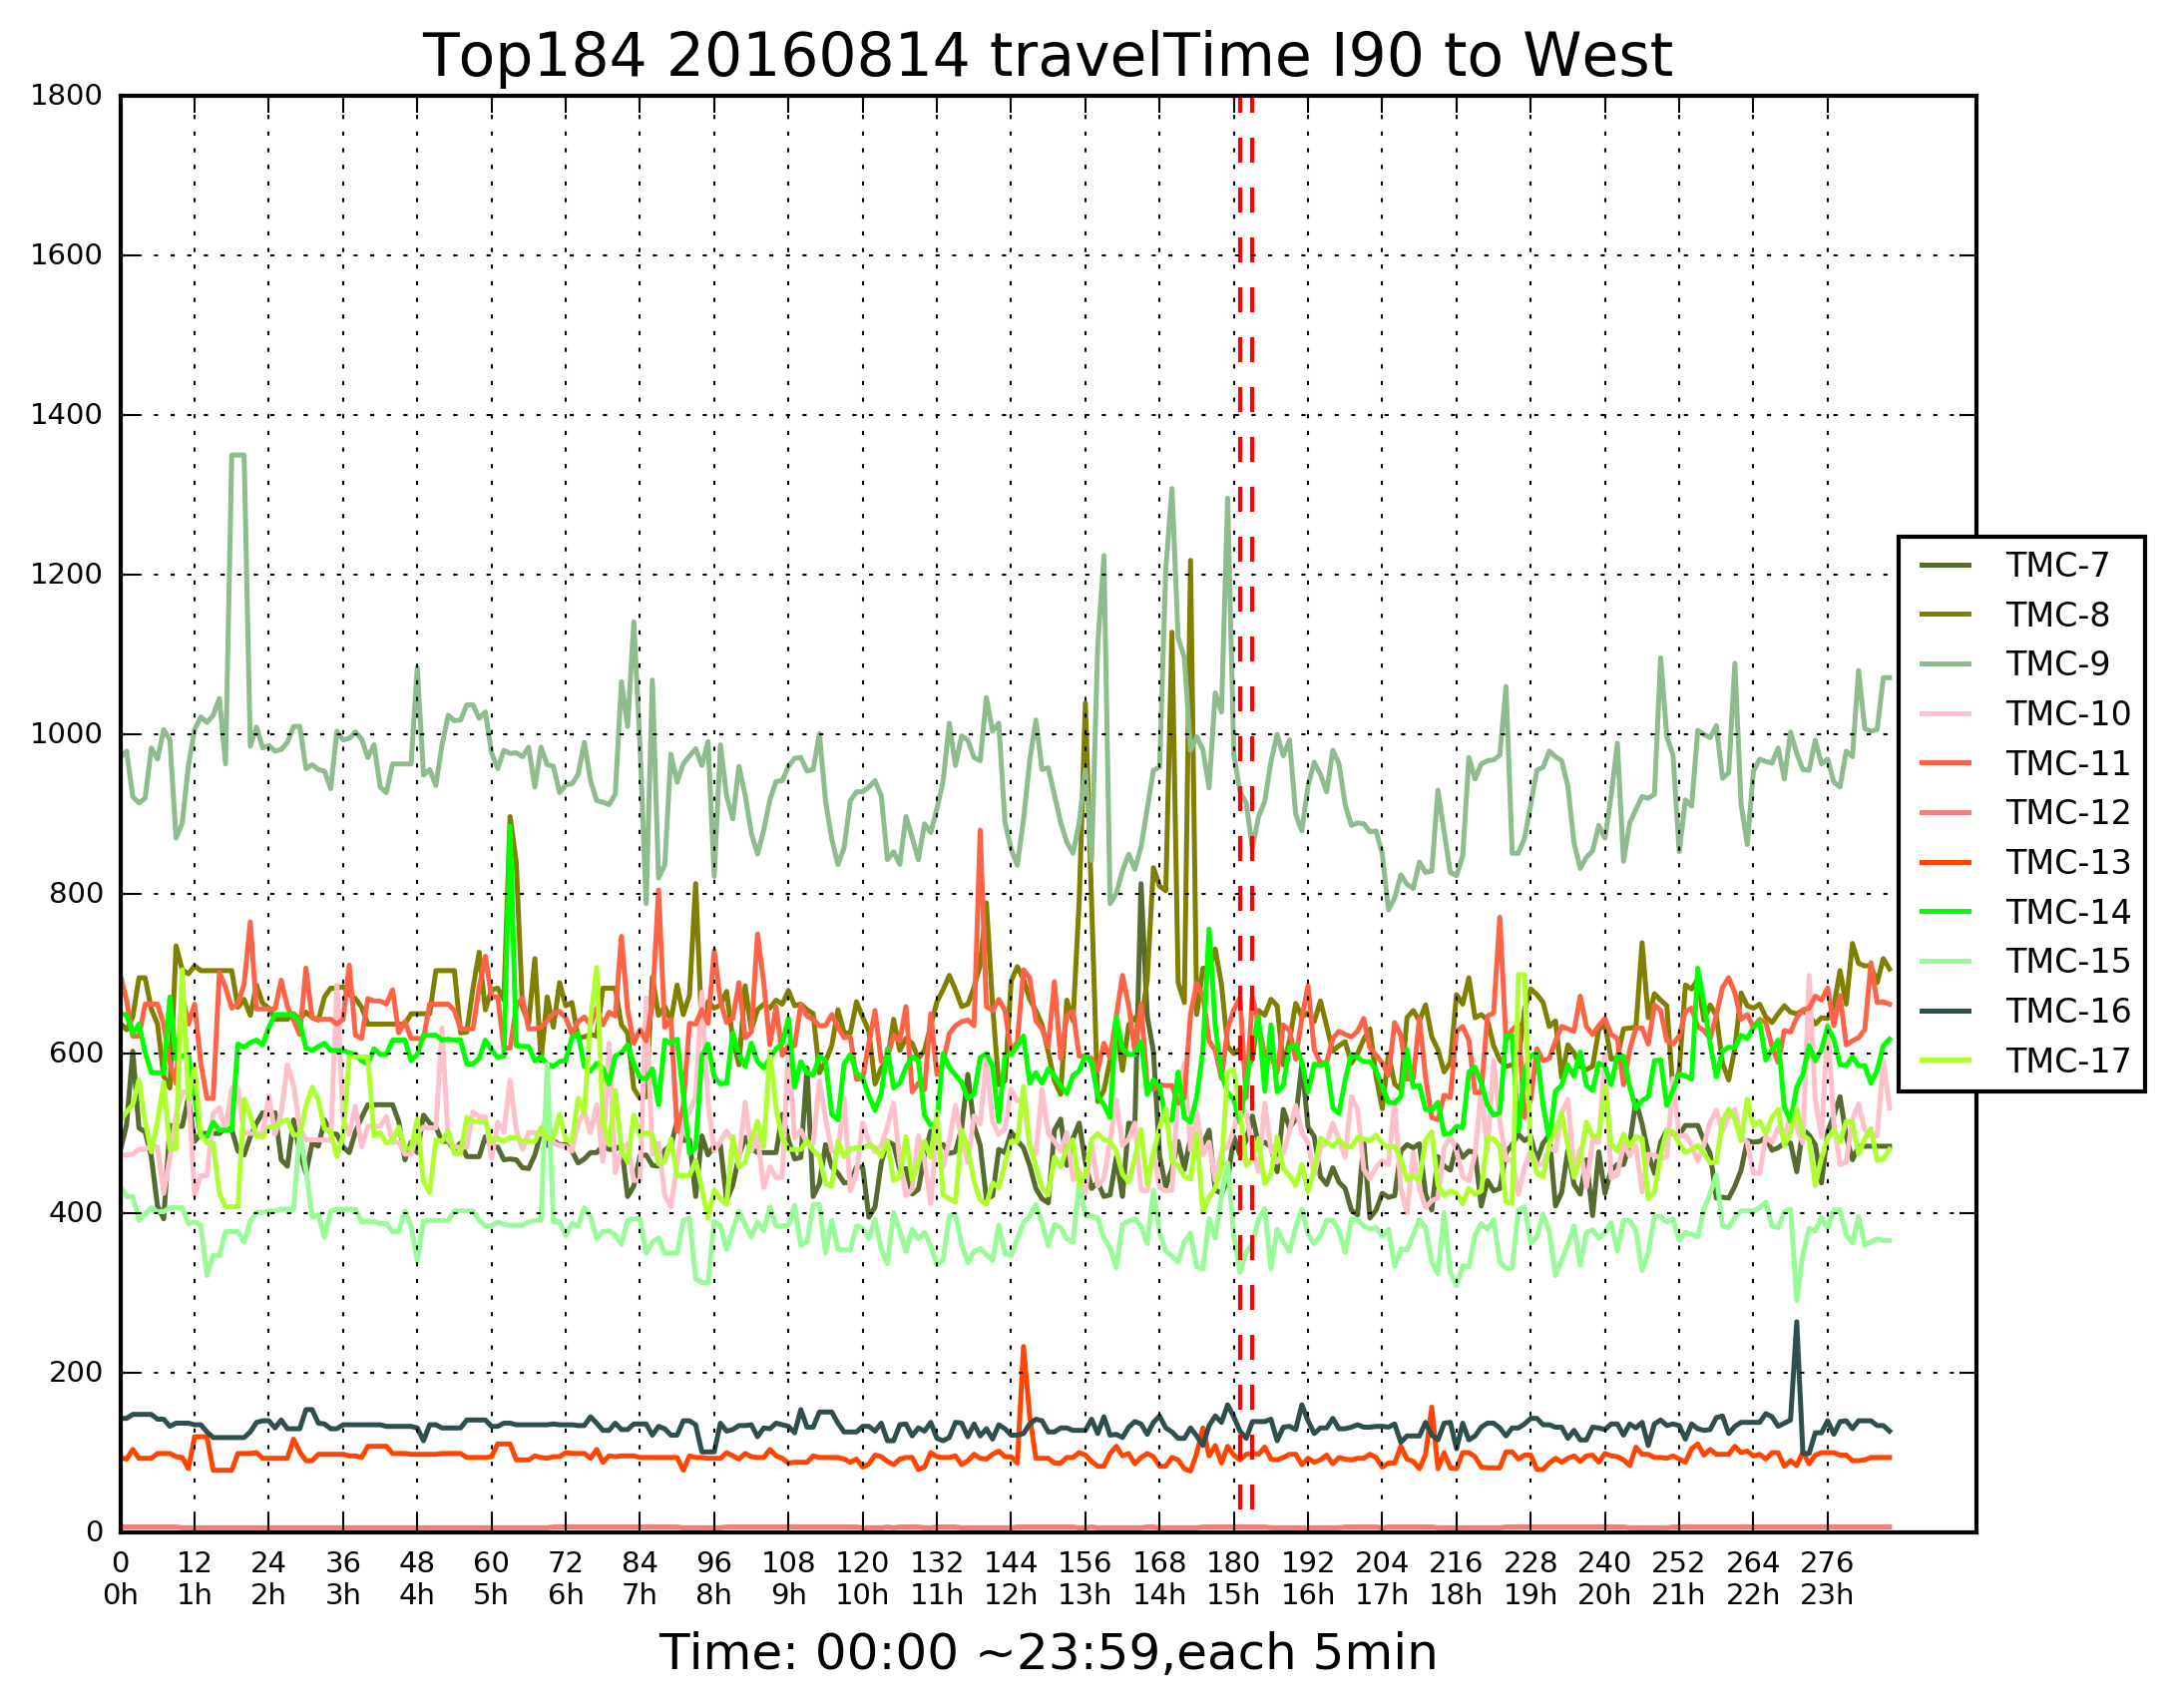 Top184 20160814 travelTime I90 to West
1800
1600
1400
1200
1000
800
600
400
200
0
TMC-7
TMC-8
TMC-9
TMC-10
TMC-11
TMC-12
TMC-13
TMC-14
TMC-15
TMC-16
TMC-17
0 12 24 36 48 60 72 84 96 108 120 132 144 156 168 180 192 204 216 228 240 252 264 276
0h 1h 2h 3h 4h 5h 6h 7h 8h 9h 10h 11h 12h 13h 14h 15h 16h 17h 18h 19h 20h 21h 22h 23h
Time: 00:00 ~23:59,each 5min